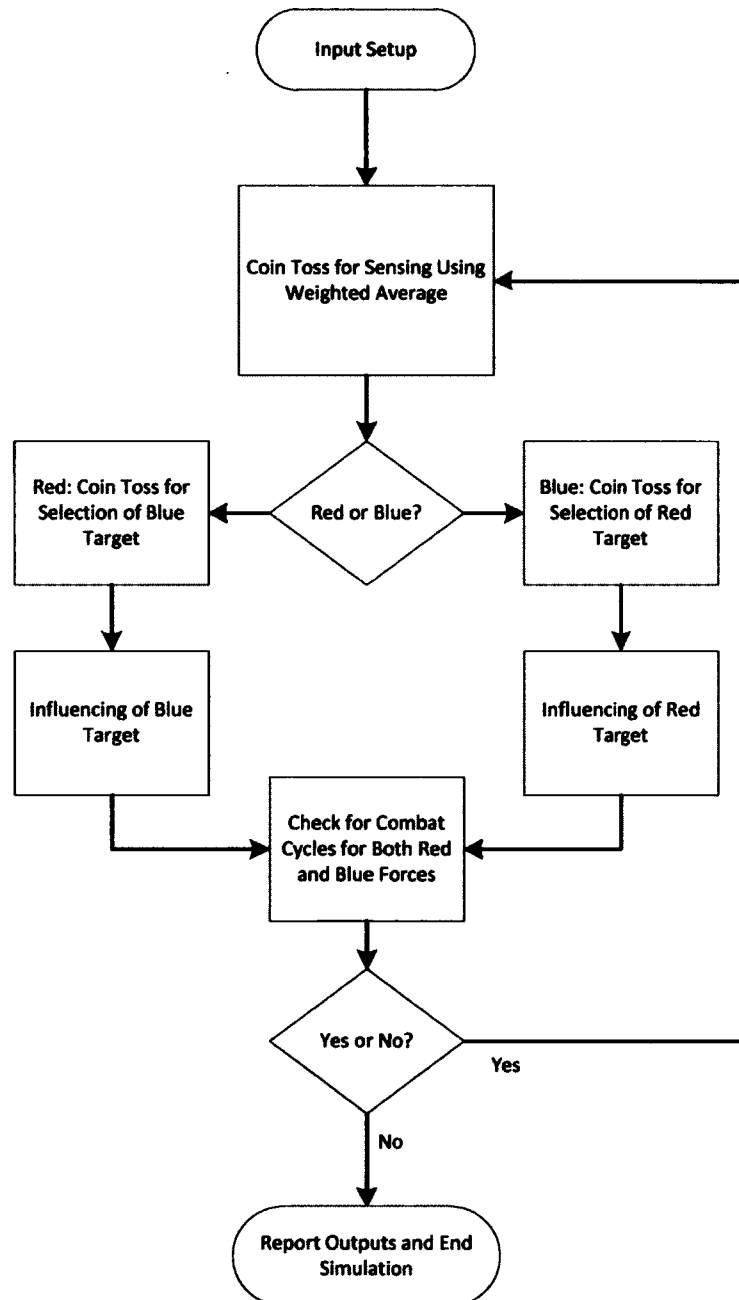 Input Setup
Coin Toss for Sensing Using
Weighted Average
Red: Coin Toss for
Selection of Blue
Target
Red or Blue?
Blue: Coin Toss for
Selection of Red
Target
Influencing of Blue
Target
Influencing of Red
Target
Check for Combat
Cycles for Both Red
and Blue Forces
Yes or No?
Yes
No
Report Outputs and End
Simulation